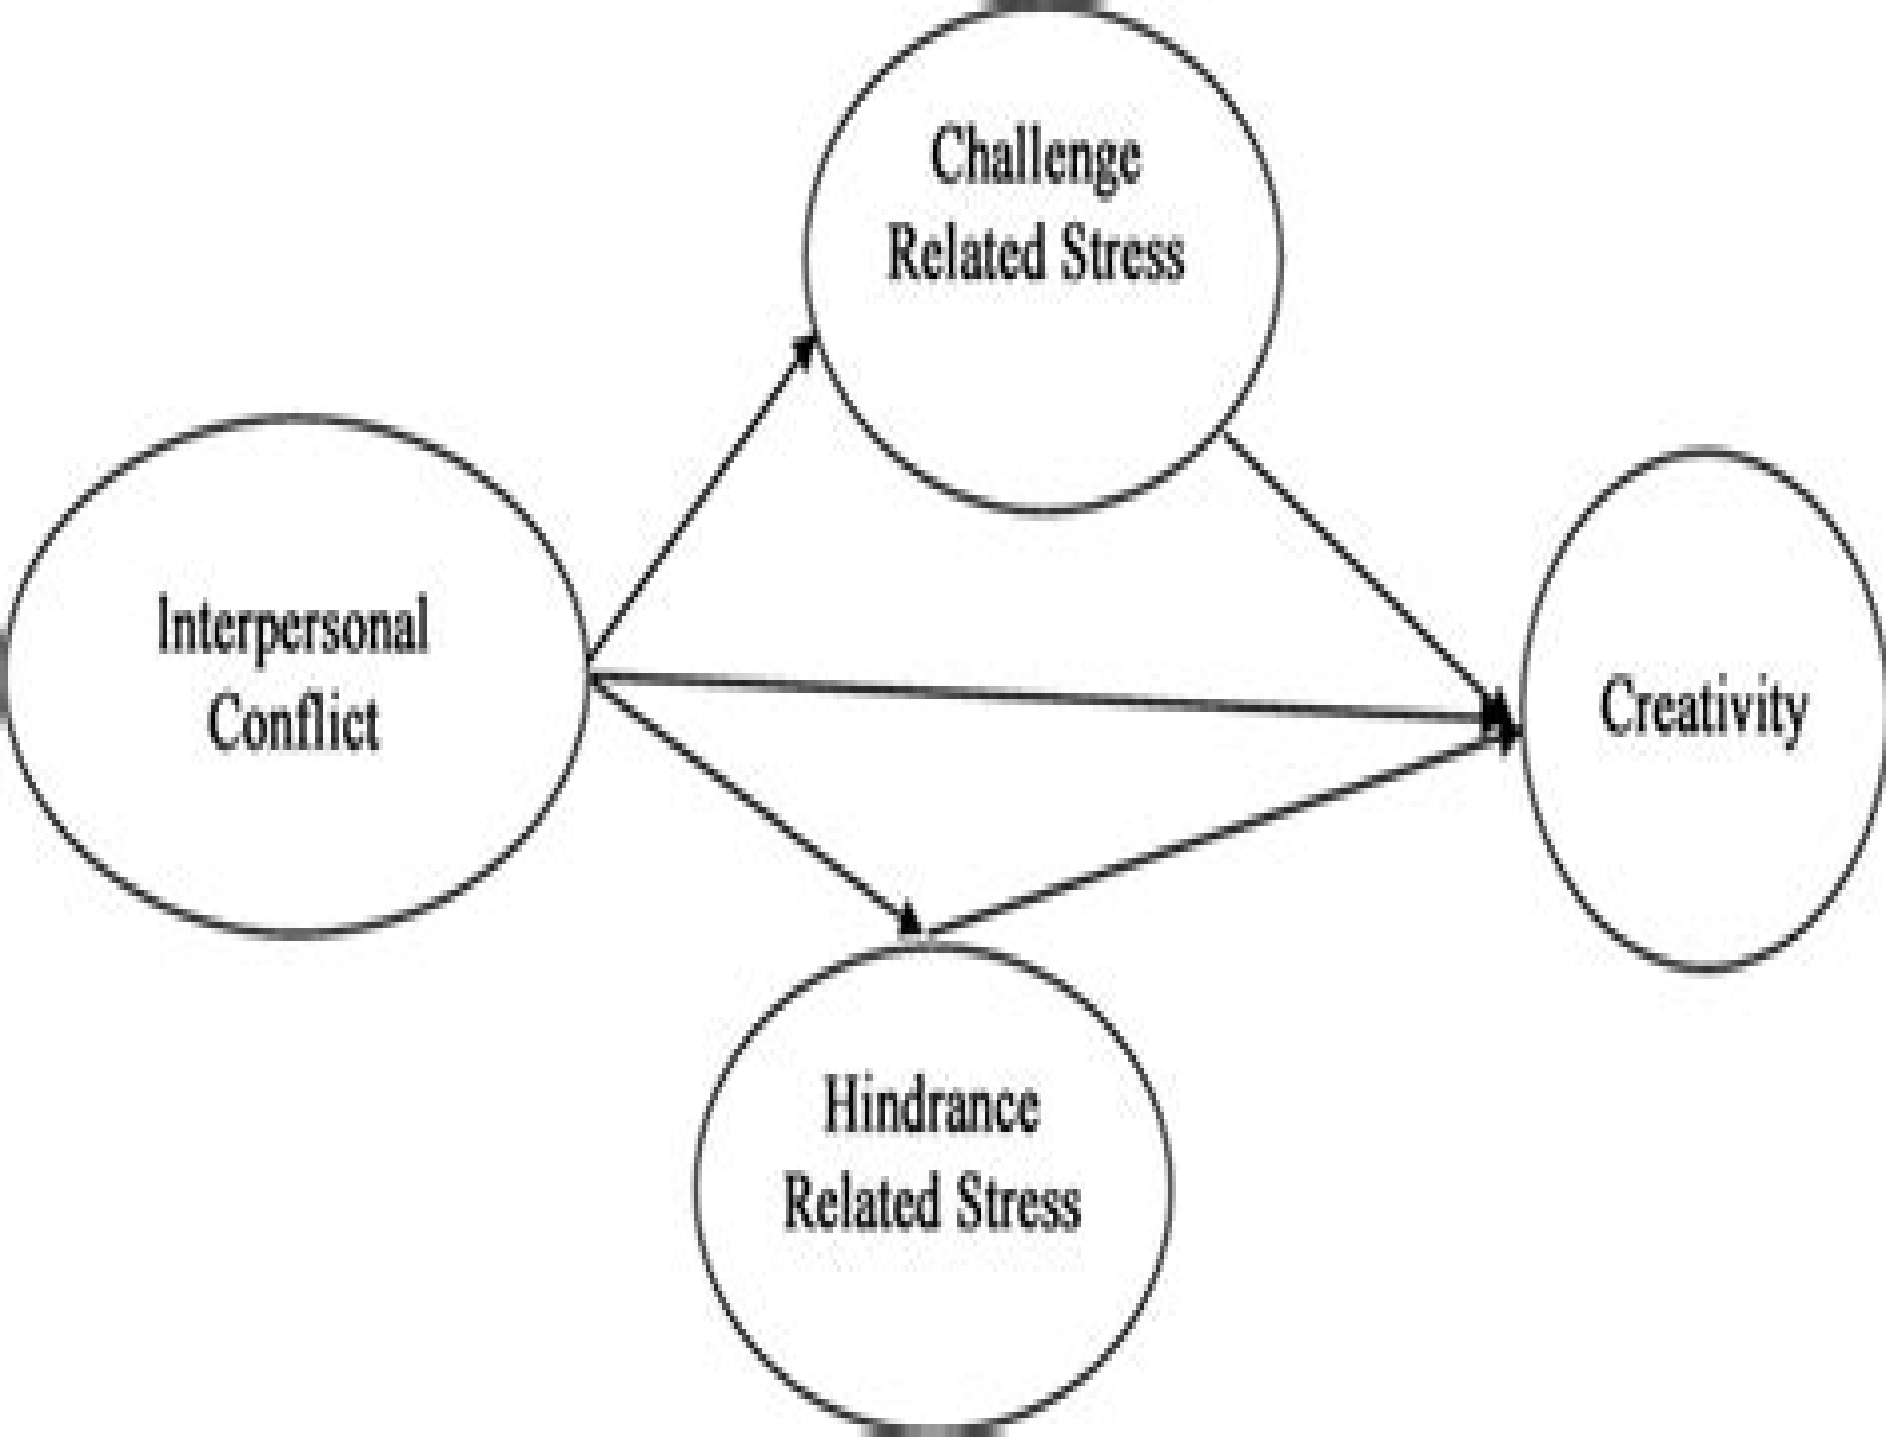 Challenge
Related Stress
Interpersonal
Conflict
Creativity
Hindrance
Related Stress